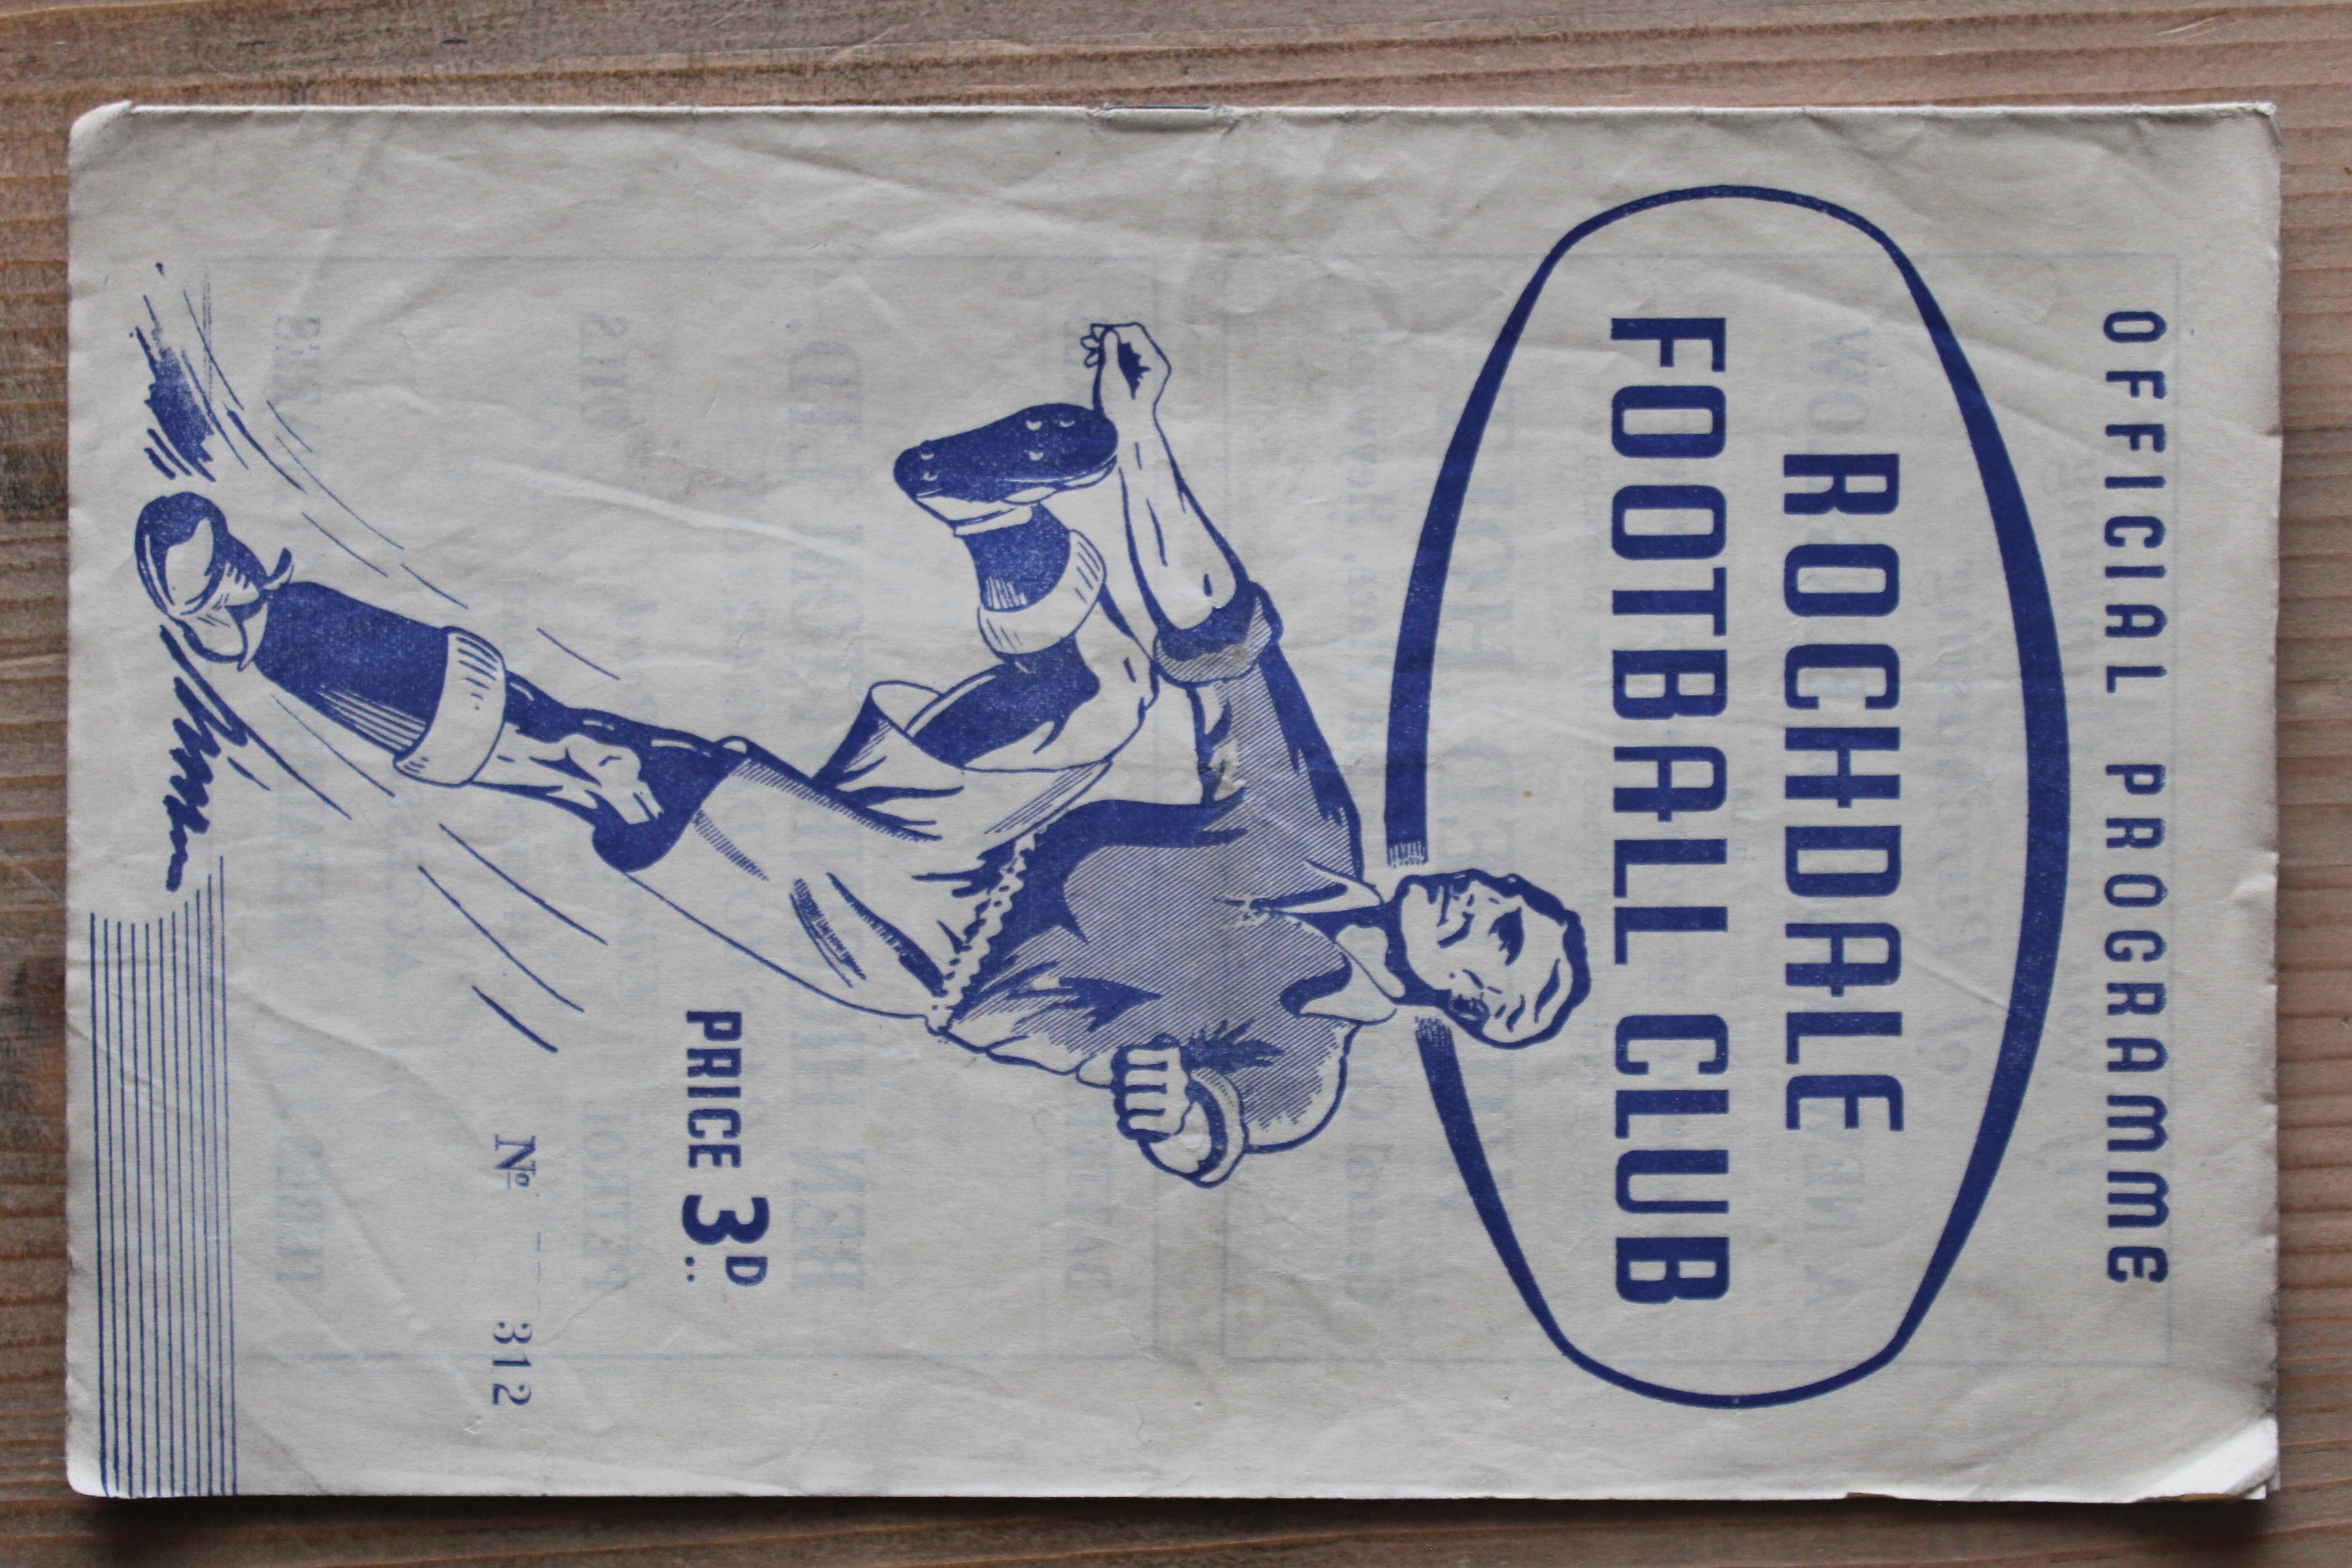 OFFICIAL PROGRAMME
ROCHDALE
FOOTBALL CLUB
PRICE 3D..
No 312